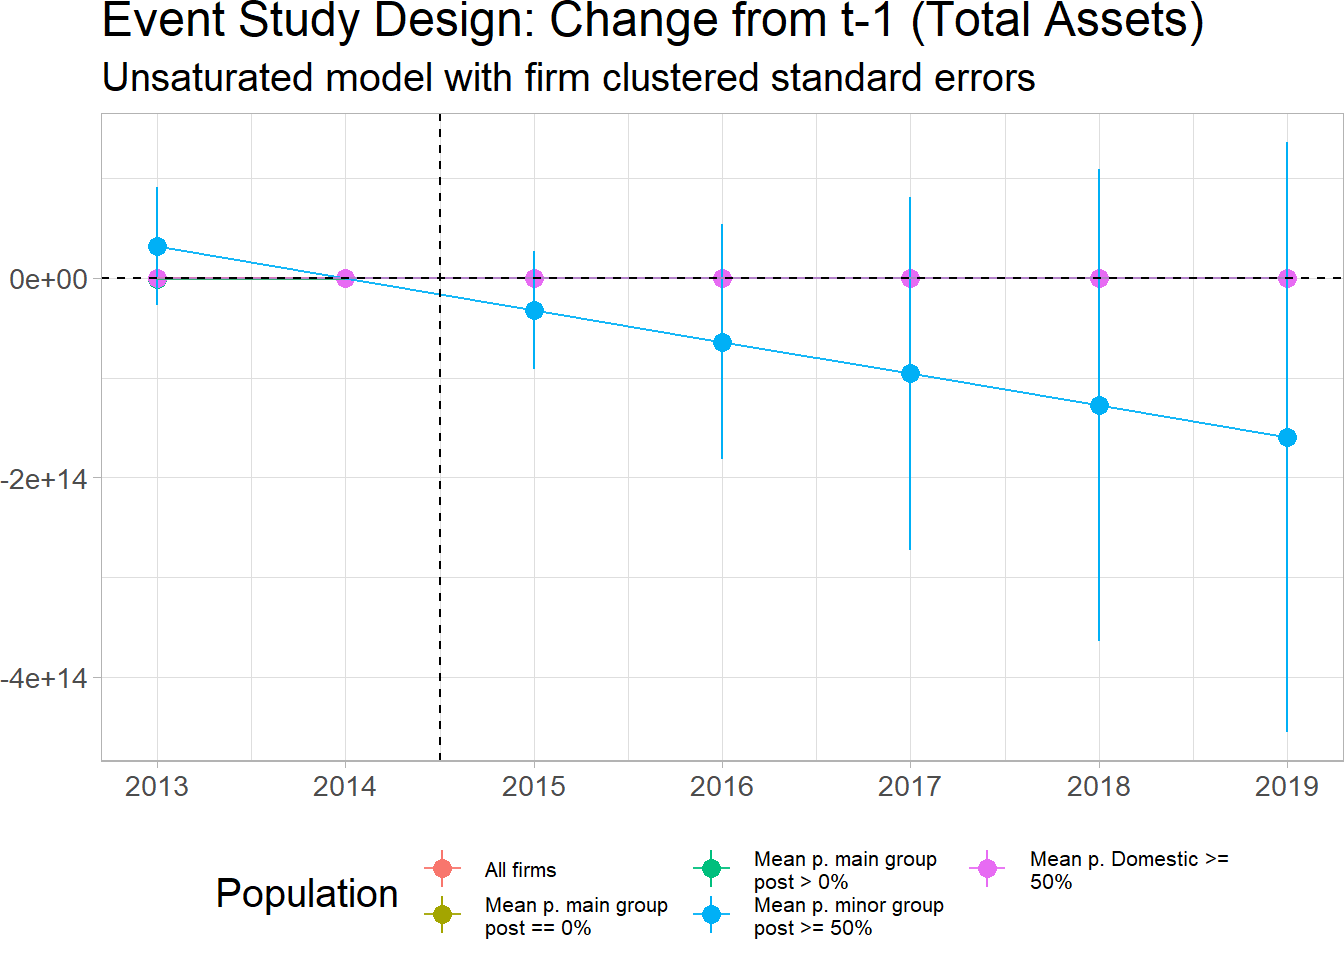 Event Study Design: Change from t-1 (Total Assets)
Unsaturated model with firm clustered standard errors
0e+00
-2e+14
-4e+14
2013 2014 2015 2016 2017 2018 2019
Population
All firms
Mean p. main group
post == 0%
Mean p. main group
post > 0%
Mean p. minor group
post >= 50%
Mean p. Domestic >=
50%